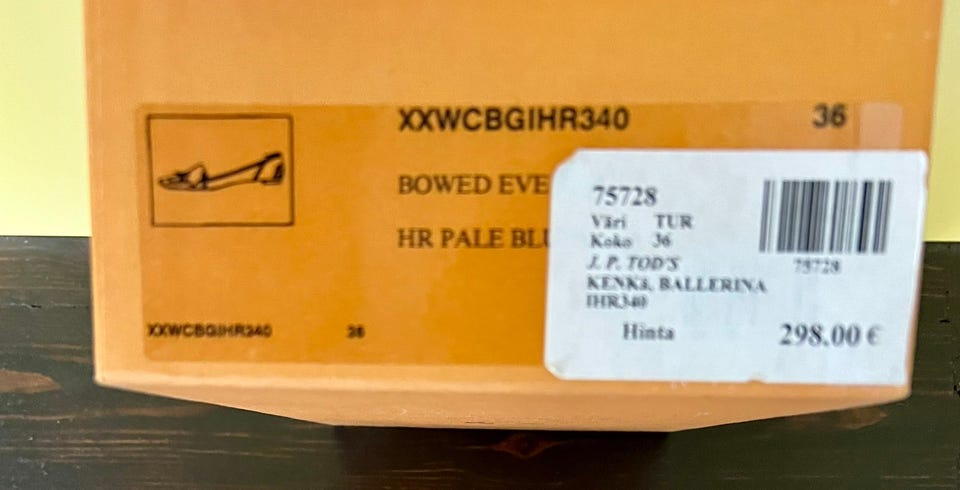 XXWCBGIHR340 36
BOWED EVE
HR PALE BLU
XXWCBGIHR340 36
75728
Väri TUR
Koko 36
J. P. TOD'S
KENKä, BALLERINA
IHR340
Hinta 298.00 €
75728